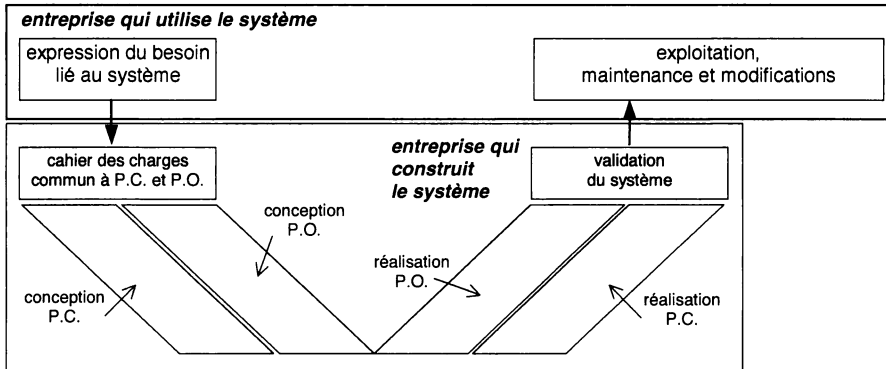 entreprise qui utilise le système
expression du besoin
lié au système
exploitation,
maintenance et modifications
cahier des charges
commun à P.C. et P.O.
entreprise qui
construit
le système
validation
du système
conception
P.O.
réalisation
P.O.
conception
P.C.
réalisation
P.C.